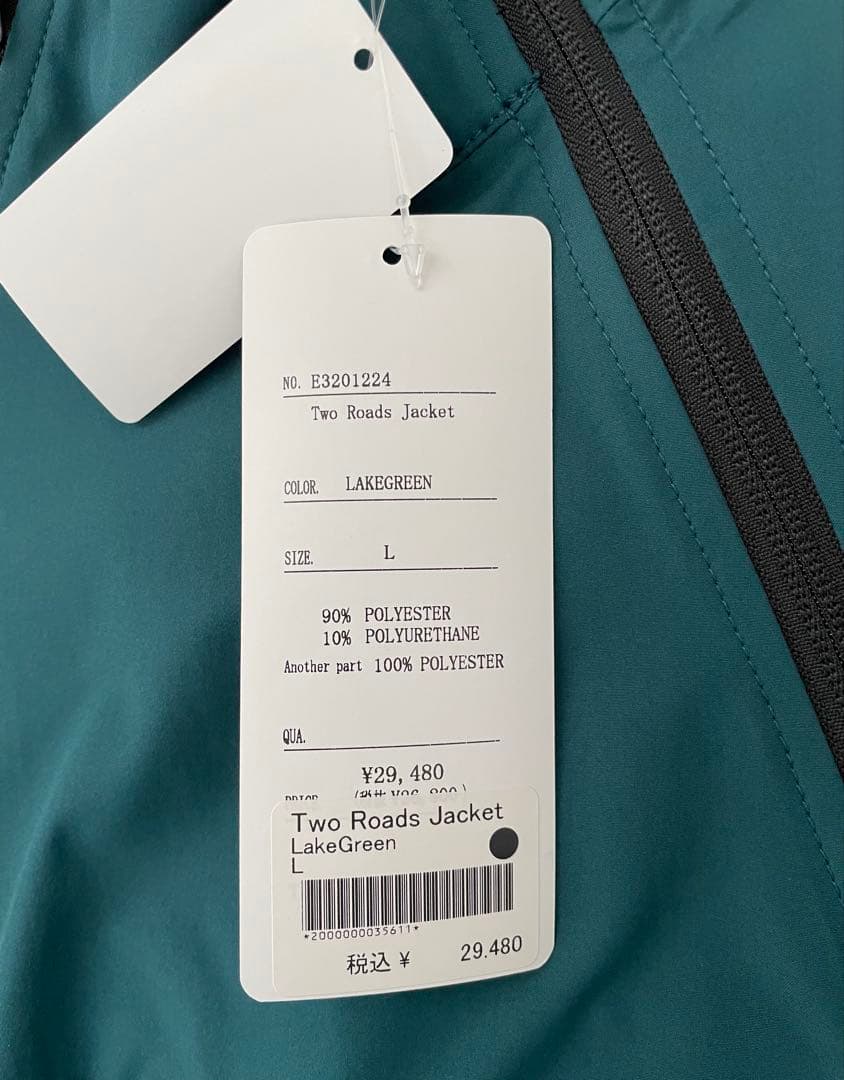 NO. E3201224
Two Roads Jacket
COLOR. LAKEGREEN
SIZE. L
90% POLYESTER
10% POLYURETHANE
Another part 100% POLYESTER
QUA.
¥29,480
Two Roads Jacket
LakeGreen
L
*2000000035611*
税込 ¥ 29.480